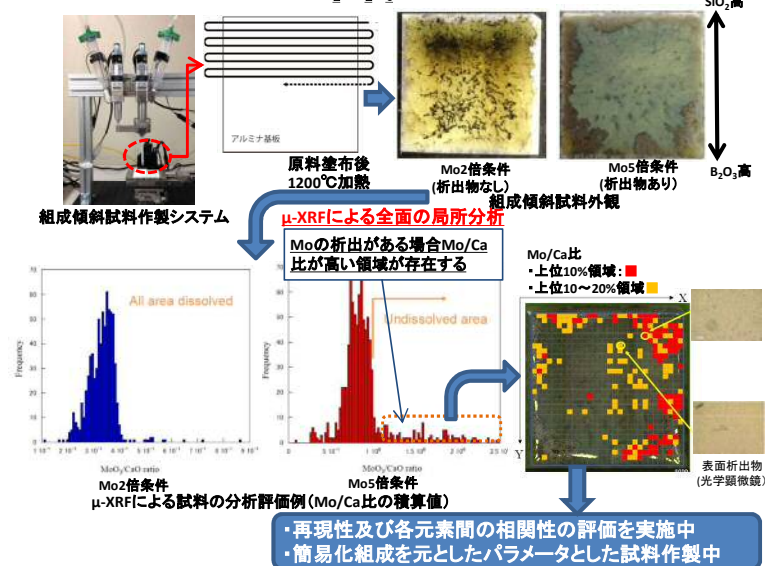 SiO₂高
アルミナ基板
原料塗布後
1200℃加熱
Mo2倍条件
(析出物なし)
Mo5倍条件
(析出物あり)
B₂O₃高
組成傾斜試料作製システム
組成傾斜試料外観
μ-XRFによる全面の局所分析
Moの析出がある場合Mo/Ca
比が高い領域が存在する
Mo/Ca比
・上位10%領域:
・上位10~20%領域
All area dissolved
Frequency
70
60
50
40
30
20
10
0
MoO₃/CaO ratio
Mo2倍条件
Undissolved area
Frequency
MoO₃/CaO ratio
Mo5倍条件
X
Y
表面析出物
(光学顕微鏡)
μ-XRFによる試料の分析評価例(Mo/Ca比の積算値)
・再現性及び各元素間の相関性の評価を実施中
・簡易化組成を元としたパラメータとした試料作製中